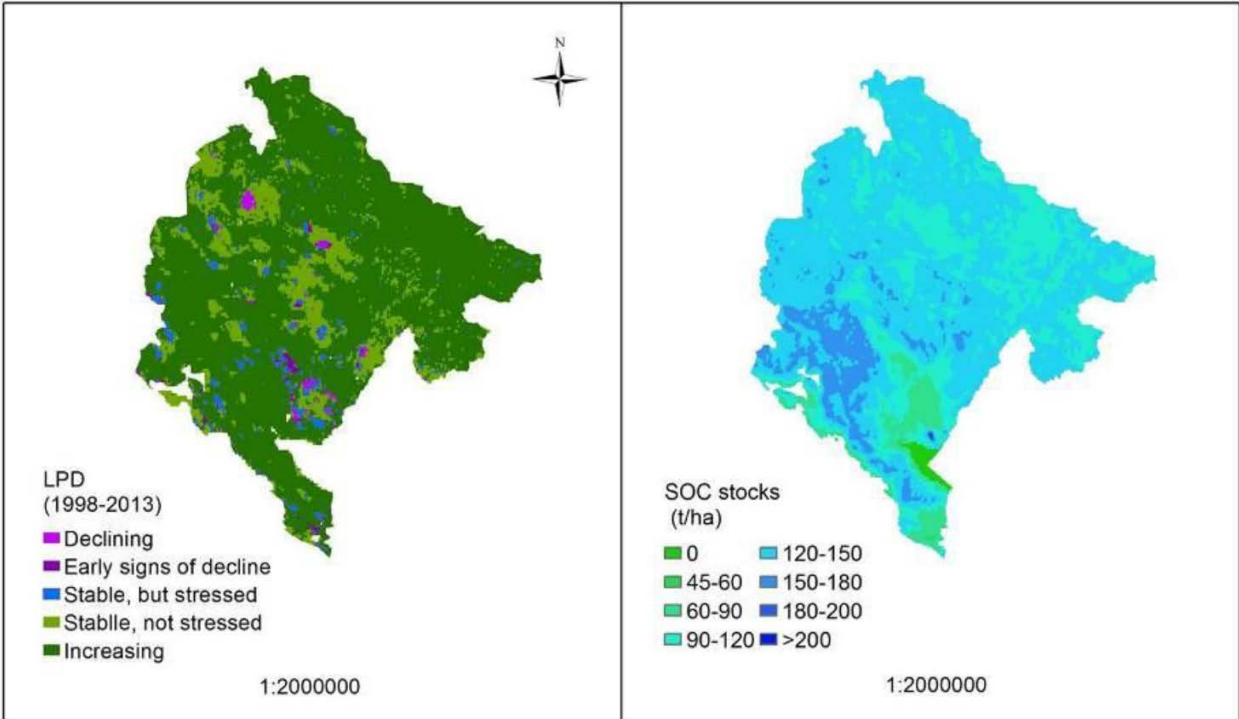 N
LPD
(1998-2013)
Declining
Early signs of decline
Stable, but stressed
Stablle, not stressed
Increasing
1:2000000
SOC stocks
(t/ha)
0
45-60
60-90
90-120
120-150
150-180
180-200
>200
1:2000000